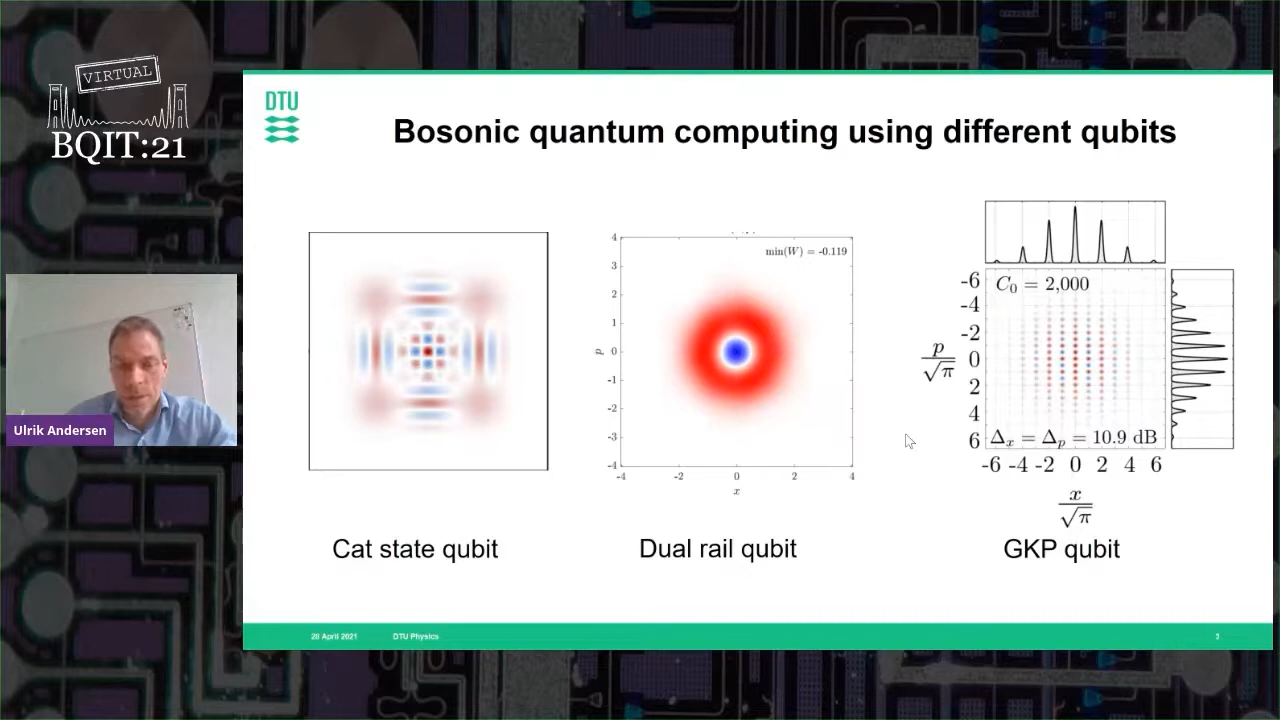 VIRTUAL
BQIT:21
Ulrik Andersen
DTU
Bosonic quantum computing using different qubits
Cat state qubit
min(W) = -0.119
4
3
2
1
0
-1
-2
-3
-4
p
-4 -2 0 2 4
x
Dual rail qubit
C₀ = 2,000
-6
-4
-2
0
2
4
6
p/√π
Δₓ = Δₚ = 10.9 dB
-6 -4 -2 0 2 4 6
x/√π
GKP qubit
28 April 2021 DTU Physics 3